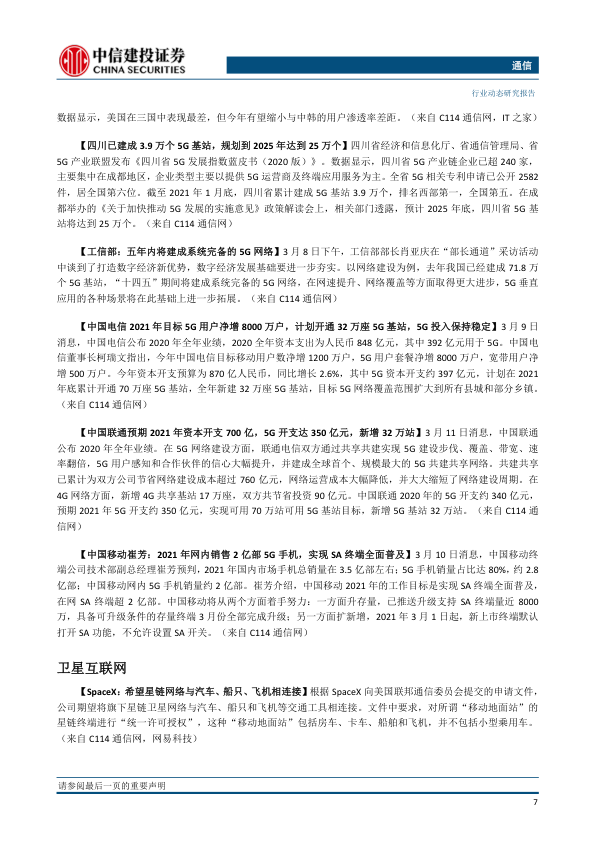 中信建投证券
CHINA SECURITIES
通信
行业动态研究报告
数据显示，美国在三国中表现最差，但今年有望缩小与中韩的用户渗透率差距。（来自 C114 通信网，IT 之家）
【四川已建成 3.9 万个 5G 基站，规划到 2025 年达到 25 万个】四川省经济和信息化厅、省通信管理局、省
5G 产业联盟发布《四川省 5G 发展指数蓝皮书（2020 版）》。数据显示，四川省 5G 产业链企业已超 240 家，
主要集中在成都地区，企业类型主要以提供 5G 运营商及终端应用服务为主。全省 5G 相关专利申请已公开 2582
件，居全国第六位。截至 2021 年 1 月底，四川省累计建成 5G 基站 3.9 万个，排名西部第一，全国第五。在成
都举办的《关于加快推动 5G 发展的实施意见》政策解读会上，相关部门透露，预计 2025 年底，四川省 5G 基
站将达到 25 万个。（来自 C114 通信网）
【工信部：五年内将建成系统完备的 5G 网络】3 月 8 日下午，工信部部长肖亚庆在“部长通道”采访活动
中谈到了打造数字经济新优势，数字经济发展基础要进一步夯实。以网络建设为例，去年我国已经建成 71.8 万
个 5G 基站，“十四五”期间将建成系统完备的 5G 网络，在网速提升、网络覆盖等方面取得更大进步，5G 垂直
应用的各种场景将在此基础上进一步拓展。（来自 C114 通信网）
【中国电信 2021 年目标 5G 用户净增 8000 万户，计划开通 32 万座 5G 基站，5G 投入保持稳定】3 月 9 日
消息，中国电信公布 2020 年全年业绩，2020 全年资本支出为人民币 848 亿元，其中 392 亿元用于 5G。中国电
信董事长柯瑞文指出，今年中国电信目标移动用户数净增 1200 万户，5G 用户套餐净增 8000 万户，宽带用户净
增 500 万户。今年资本开支预算为 870 亿人民币，同比增长 2.6%，其中 5G 资本开支约 397 亿元，计划在 2021
年底累计开通 70 万座 5G 基站，全年新建 32 万座 5G 基站，目标 5G 网络覆盖范围扩大到所有县城和部分乡镇。
（来自 C114 通信网）
【中国联通预期 2021 年资本开支 700 亿，5G 开支达 350 亿元，新增 32 万站】3 月 11 日消息，中国联通
公布 2020 年全年业绩。在 5G 网络建设方面，联通电信双方通过共享共建实现 5G 建设步伐、覆盖、带宽、速
率翻倍，5G 用户感知和合作伙伴的信心大幅提升，并建成全球首个、规模最大的 5G 共建共享网络。共建共享
已累计为双方公司节省网络建设成本超过 760 亿元，网络运营成本大幅降低，并大大缩短了网络建设周期。在
4G 网络方面，新增 4G 共享基站 17 万座，双方共节省投资 90 亿元。中国联通 2020 年的 5G 开支约 340 亿元，
预期 2021 年 5G 开支约 350 亿元，实现可用 70 万站可用 5G 基站目标，新增 5G 基站 32 万站。（来自 C114 通
信网）
【中国移动崔芳：2021 年网内销售 2 亿部 5G 手机，实现 SA 终端全面普及】3 月 10 日消息，中国移动终
端公司技术部副总经理崔芳预判，2021 年国内市场手机总销量在 3.5 亿部左右；5G 手机销量占比达 80%，约 2.8
亿部；中国移动网内 5G 手机销量约 2 亿部。崔芳介绍，中国移动 2021 年的工作目标是实现 SA 终端全面普及，
在网 SA 终端超 2 亿部。中国移动将从两个方面着手努力：一方面升存量，已推送升级支持 SA 终端量近 8000
万，具备可升级条件的存量终端 3 月份全部完成升级；另一方面扩新增，2021 年 3 月 1 日起，新上市终端默认
打开 SA 功能，不允许设置 SA 开关。（来自 C114 通信网）
卫星互联网
【SpaceX：希望星链网络与汽车、船只、飞机相连接】根据 SpaceX 向美国联邦通信委员会提交的申请文件，
公司期望将旗下星链卫星网络与汽车、船只和飞机等交通工具相连接。文件中要求，对所谓“移动地面站”的
星链终端进行“统一许可授权”，这种“移动地面站”包括房车、卡车、船舶和飞机，并不包括小型乘用车。
（来自 C114 通信网，网易科技）
请参阅最后一页的重要声明
7